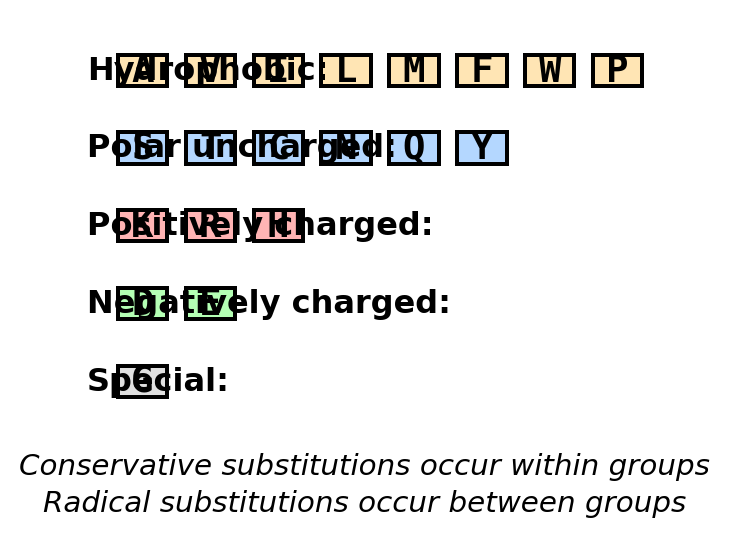 Hydrophobic: A V I L M F W P
Polar uncharged: S T C N Q Y
Positively charged: K R H
Negatively charged: D E
Special: G
Conservative substitutions occur within groups
Radical substitutions occur between groups